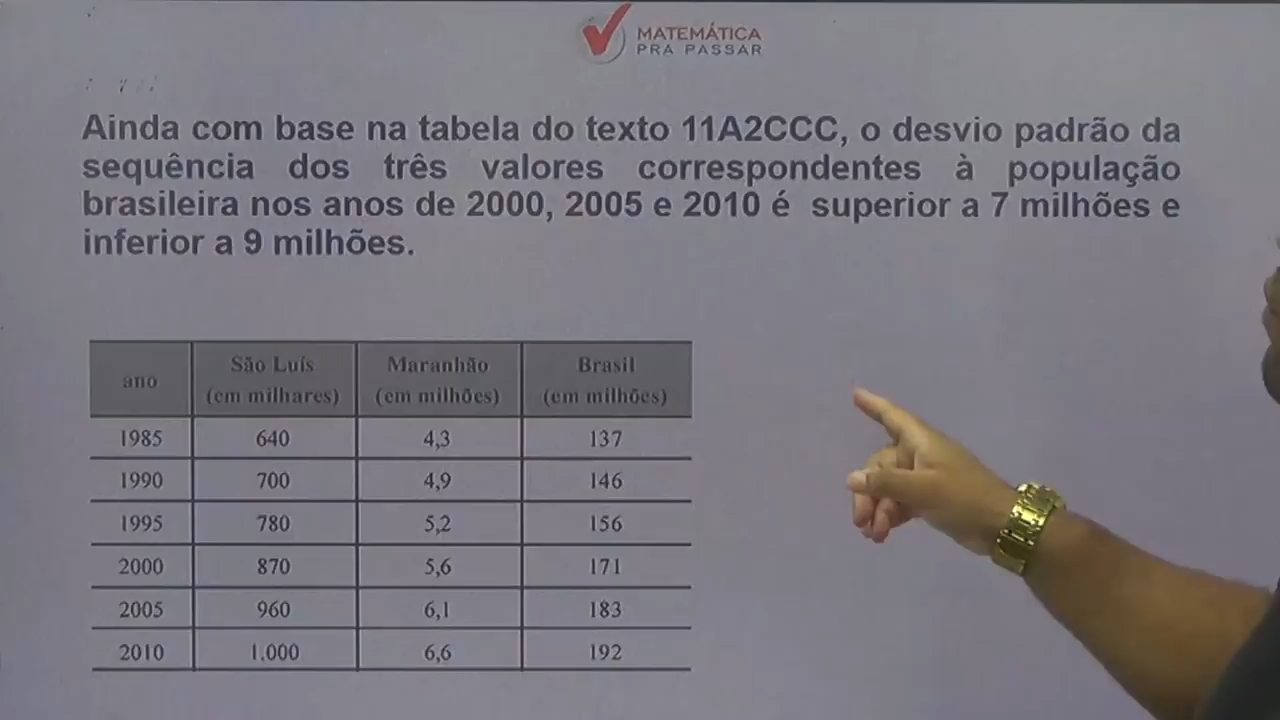 MATEMÁTICA
PRA PASSAR
Ainda com base na tabela do texto 11A2CCC, o desvio padrão da
sequência dos três valores correspondentes à população
brasileira nos anos de 2000, 2005 e 2010 é superior a 7 milhões e
inferior a 9 milhões.
ano São Luís (em milhares) Maranhão (em milhões) Brasil (em milhões)
1985 640 4,3 137
1990 700 4,9 146
1995 780 5,2 156
2000 870 5,6 171
2005 960 6,1 183
2010 1.000 6,6 192